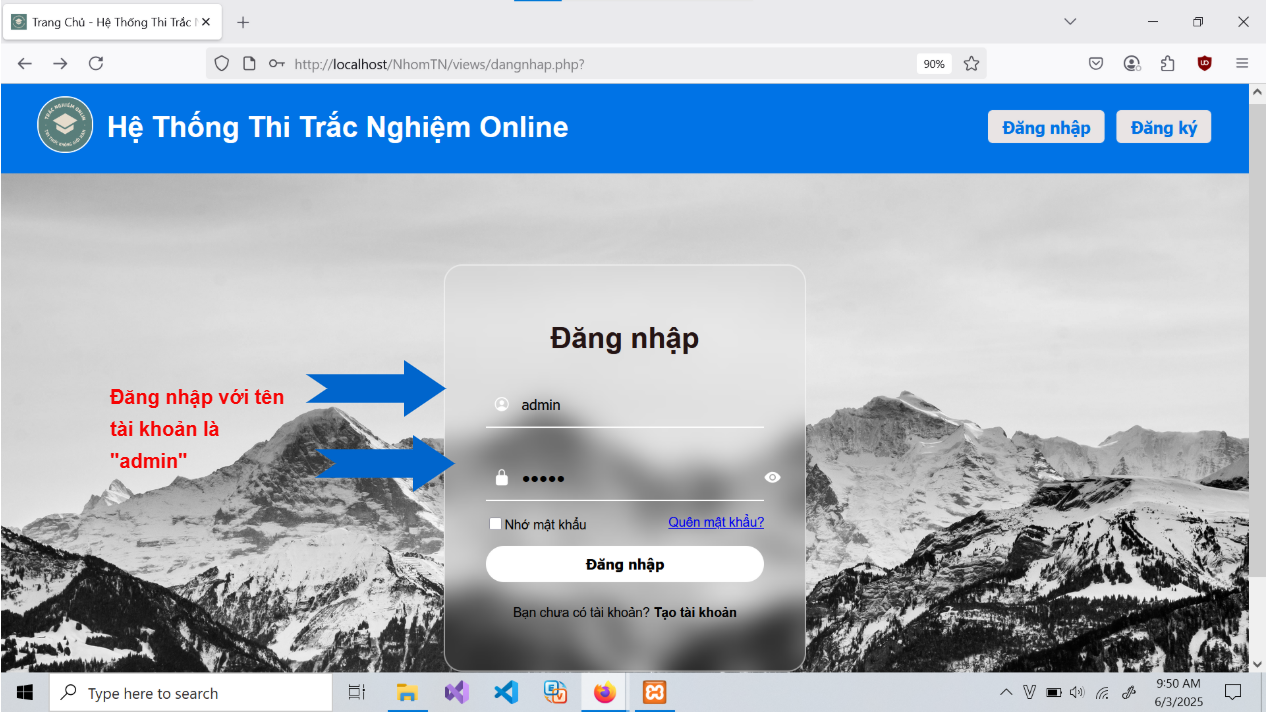 Trang Chủ - Hệ Thống Thi Trắc
http://localhost/NhomTN/views/dangnhap.php?
90%
TRẮC NGHIỆM ONLIN
Hệ Thống Thi Trắc Nghiệm Online
Đăng nhập
Đăng ký
Đăng nhập
Đăng nhập với tên
tài khoản là
"admin"
admin
●●●●●
Nhớ mật khẩu
Quên mật khẩu?
Đăng nhập
Bạn chưa có tài khoản? Tạo tài khoản
Type here to search
9:50 AM
6/3/2025